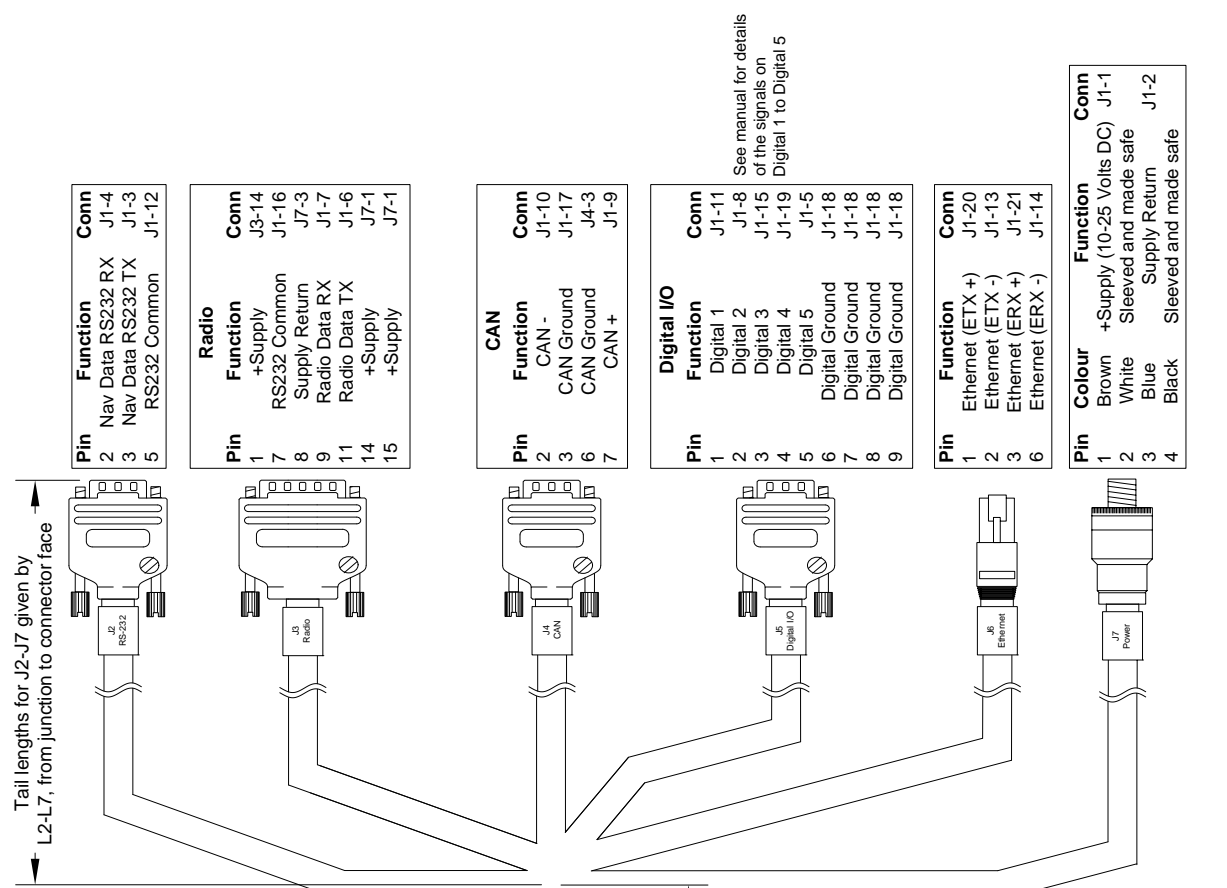 Tail lengths for J2-J7 given by
L2-L7, from junction to connector face
Pin Function Conn
2 Nav Data RS232 RX J1-4
3 Nav Data RS232 TX J1-3
5 RS232 Common J1-12
Radio
Pin Function Conn
1 +Supply J3-14
7 RS232 Common J1-16
8 Supply Return J7-3
9 Radio Data RX J1-7
11 Radio Data TX J1-6
14 +Supply J7-1
15 +Supply J7-1
CAN
Pin Function Conn
2 CAN - J1-10
3 CAN Ground J1-17
6 CAN Ground J4-3
7 CAN + J1-9
Digital I/O
Pin Function Conn
1 Digital 1 J1-11
2 Digital 2 J1-8
3 Digital 3 J1-15
4 Digital 4 J1-19
5 Digital 5 J1-5
6 Digital Ground J1-18
7 Digital Ground J1-18
8 Digital Ground J1-18
9 Digital Ground J1-18
See manual for details
of the signals on
Digital 1 to Digital 5
Pin Function Conn
1 Ethernet (ETX +) J1-20
2 Ethernet (ETX -) J1-13
3 Ethernet (ERX +) J1-21
6 Ethernet (ERX -) J1-14
Pin Colour Function Conn
1 Brown +Supply (10-25 Volts DC) J1-1
2 White Sleeved and made safe
3 Blue Supply Return J1-2
4 Black Sleeved and made safe
J2
RS-232
J3
Radio
J4
CAN
J5
Digital I/O
J6
Ethernet
J7
Power